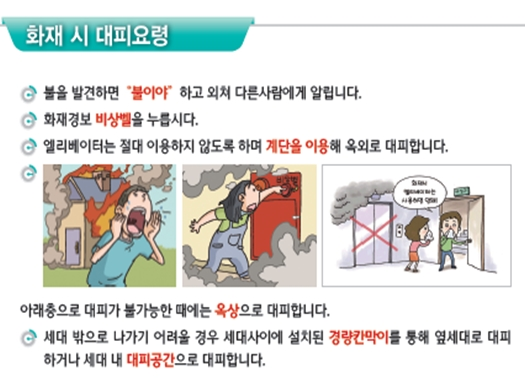 화재 시 대피요령
불을 발견하면 "불이야" 하고 외쳐 다른사람에게 알립니다.
화재경보 비상벨을 누릅시다.
엘리베이터는 절대 이용하지 않도록 하며 계단을 이용해 옥외로 대피합니다.
화재시
엘리베이터는
사용하면 안돼!
아래층으로 대피가 불가능한 때에는 옥상으로 대피합니다.
세대 밖으로 나가기 어려울 경우 세대사이에 설치된 경량칸막이를 통해 옆세대로 대피
하거나 세대 내 대피공간으로 대피합니다.